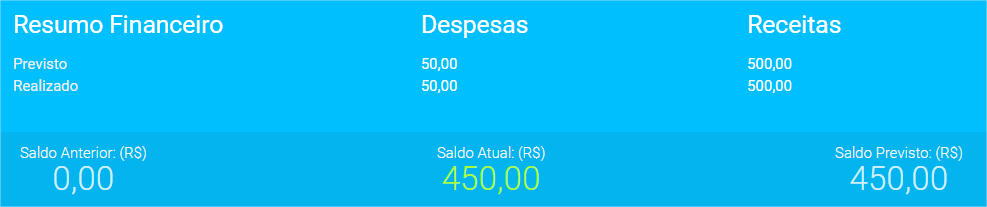 Resumo Financeiro Despesas Receitas
Previsto 50,00 500,00
Realizado 50,00 500,00
Saldo Anterior: (R$) Saldo Atual: (R$) Saldo Previsto: (R$)
0,00 450,00 450,00